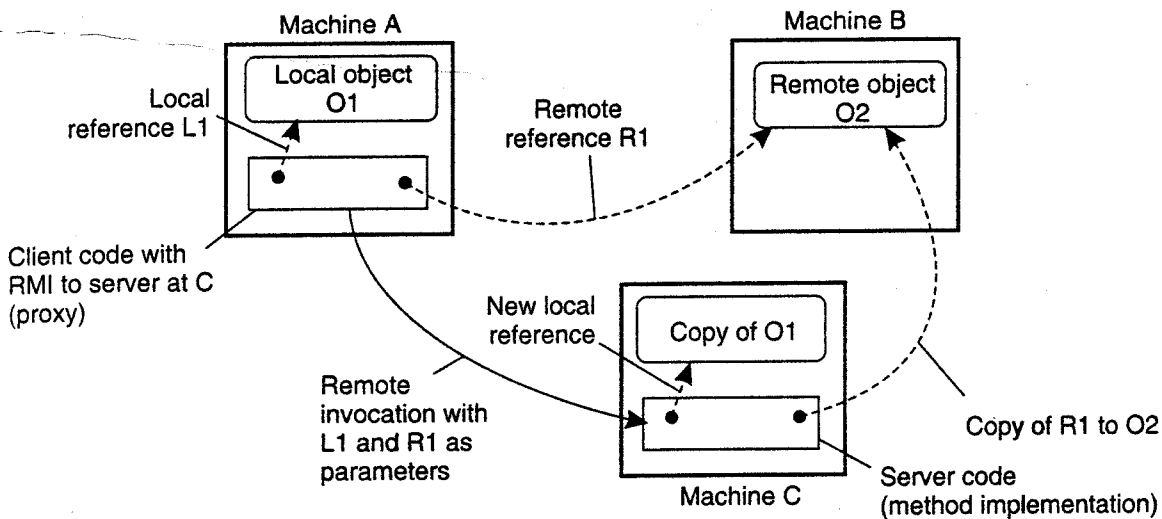 Machine A
Machine B
Local object
O1
Remote object
O2
Local
reference L1
Remote
reference R1
Client code with
RMI to server at C
(proxy)
New local
reference
Copy of O1
Remote
invocation with
L1 and R1 as
parameters
Copy of R1 to O2
Server code
(method implementation)
Machine C